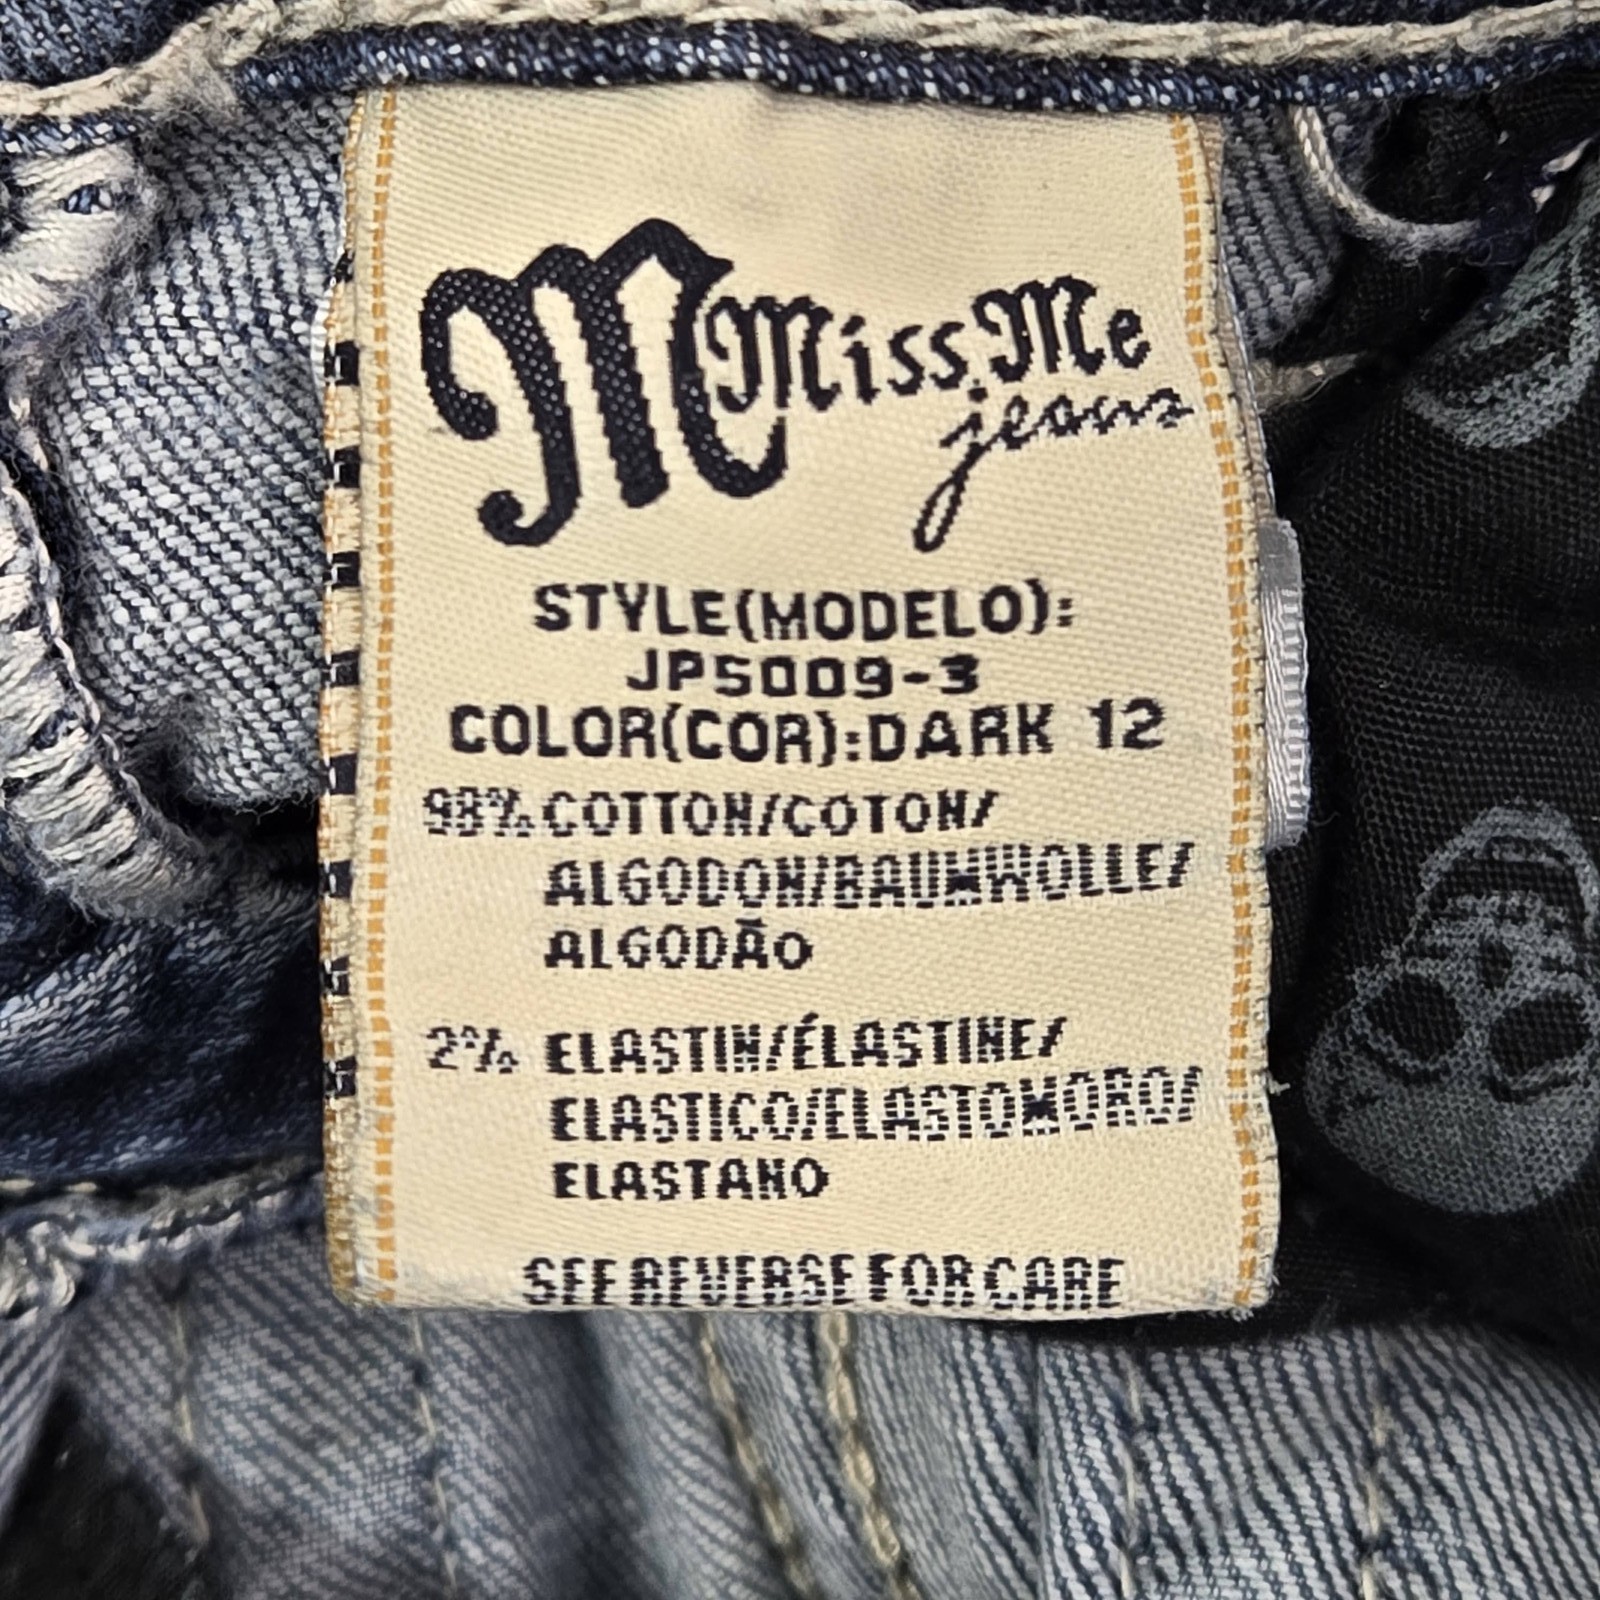 M Miss Me
jeans
STYLE(MODELO):
JP5009-3
COLOR(COR):DARK 12
98% COTTON/COTON/
ALGODON/BAUMWOLLE/
ALGODÃO
2% ELASTIN/ÉLASTINE/
ELASTICO/ELASTOMORO/
ELASTANO
SEE REVERSE FOR CARE